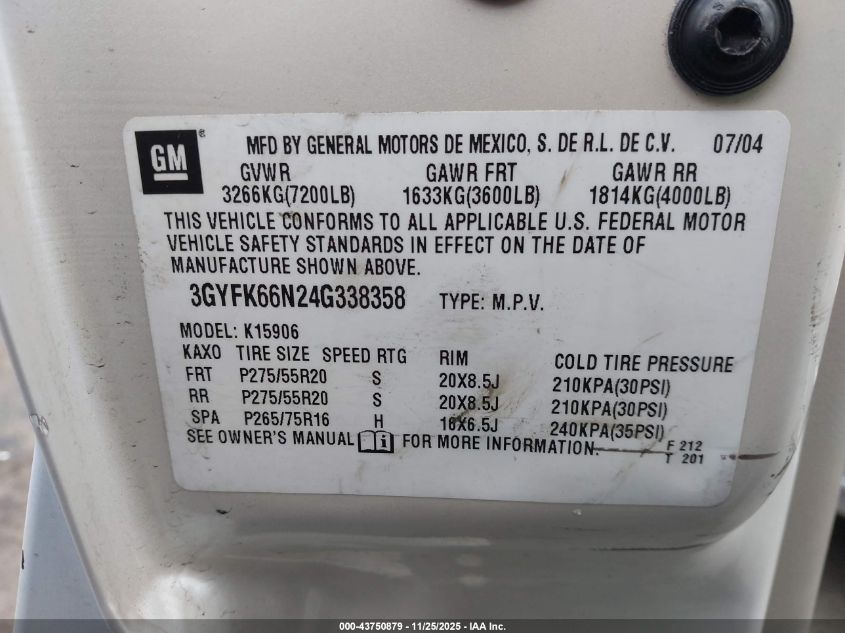 GM ® MFD BY GENERAL MOTORS DE MEXICO, S. DE R.L. DE C.V. 07/04
GVWR GAWR FRT GAWR RR
3266KG(7200LB) 1633KG(3600LB) 1814KG(4000LB)
THIS VEHICLE CONFORMS TO ALL APPLICABLE U.S. FEDERAL MOTOR
VEHICLE SAFETY STANDARDS IN EFFECT ON THE DATE OF
MANUFACTURE SHOWN ABOVE.
3GYFK66N24G338358 TYPE: M.P.V.
MODEL: K15906
KAXO TIRE SIZE SPEED RTG RIM COLD TIRE PRESSURE
FRT P275/55R20 S 20X8.5J 210KPA(30PSI)
RR P275/55R20 S 20X8.5J 210KPA(30PSI)
SPA P265/75R16 H 16X6.5J 240KPA(35PSI)
SEE OWNER'S MANUAL i FOR MORE INFORMATION. F 212
T 201
000-43750879 — 11/25/2025 — IAA Inc.